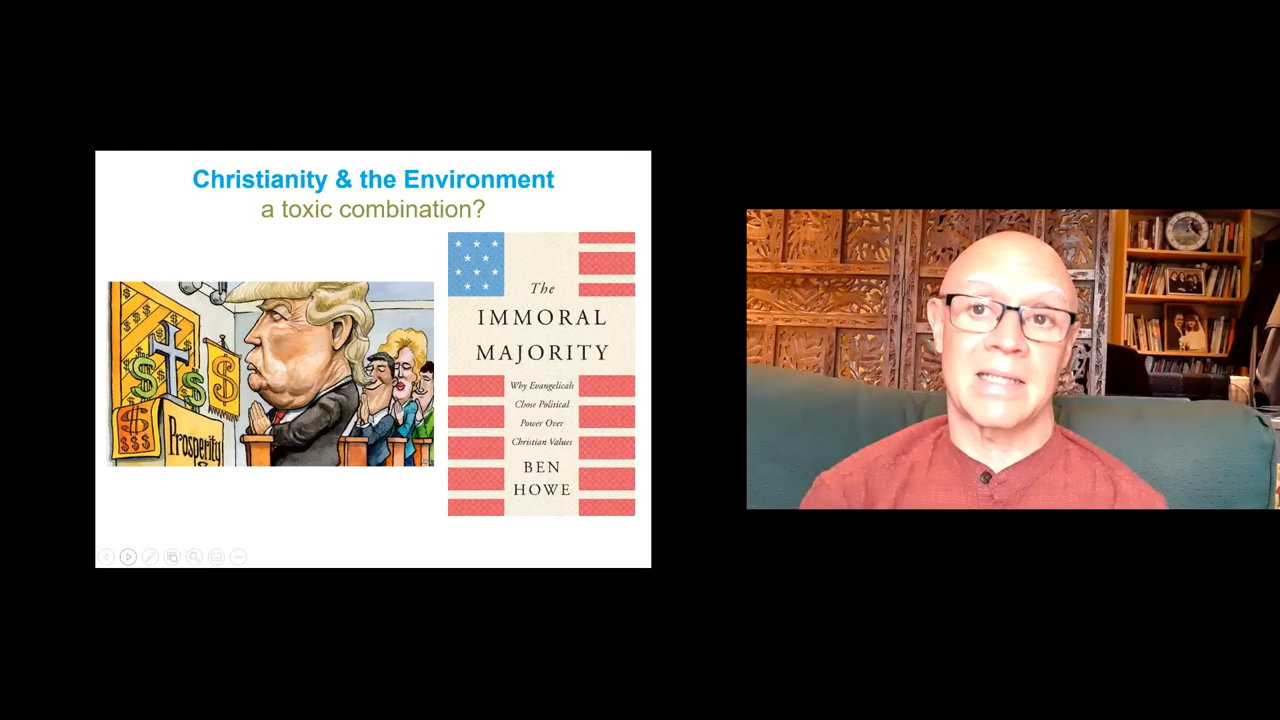 Christianity & the Environment
a toxic combination?
Prosperity
The
IMMORAL
MAJORITY
Why Evangelicals
Chose Political
Power Over
Christian Values
BEN
HOWE